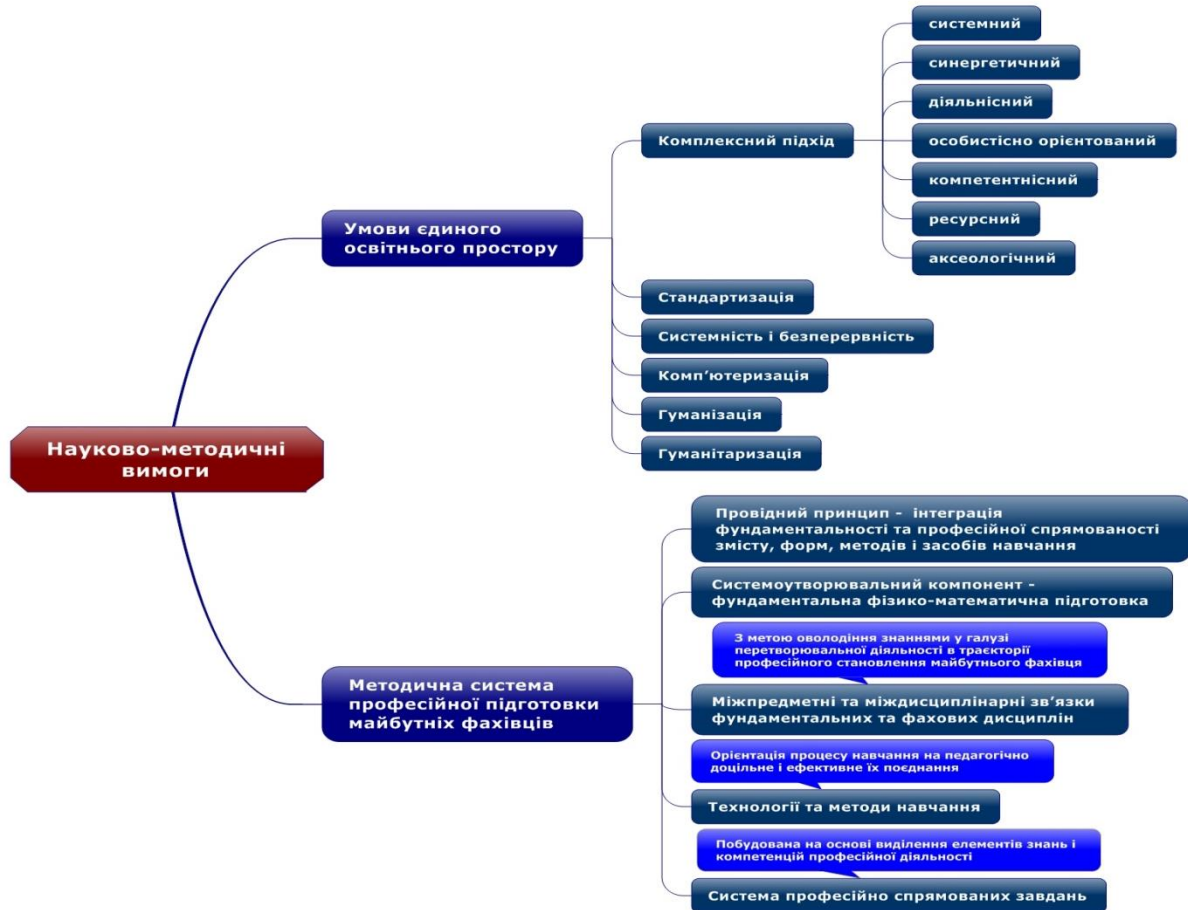 Науково-методичні
вимоги
Умови єдиного
освітнього простору
Комплексний підхід
системний
синергетичний
діяльнісний
особистісно орієнтований
компетентнісний
ресурсний
аксеологічний
Стандартизація
Системність і безперервність
Комп’ютеризація
Гуманізація
Гуманітаризація
Методична система
професійної підготовки
майбутніх фахівців
Провідний принцип - інтеграція
фундаментальності та професійної спрямованості
змісту, форм, методів і засобів навчання
Системоутворювальний компонент -
фундаментальна фізико-математична підготовка
З метою оволодіння знаннями у галузі
перетворювальної діяльності в траєкторії
професійного становлення майбутнього фахівця
Міжпредметні та міждисциплінарні зв’язки
фундаментальних та фахових дисциплін
Орієнтація процесу навчання на педагогічно
доцільне і ефективне їх поєднання
Технології та методи навчання
Побудована на основі виділення елементів знань і
компетенцій професійної діяльності
Система професійно спрямованих завдань